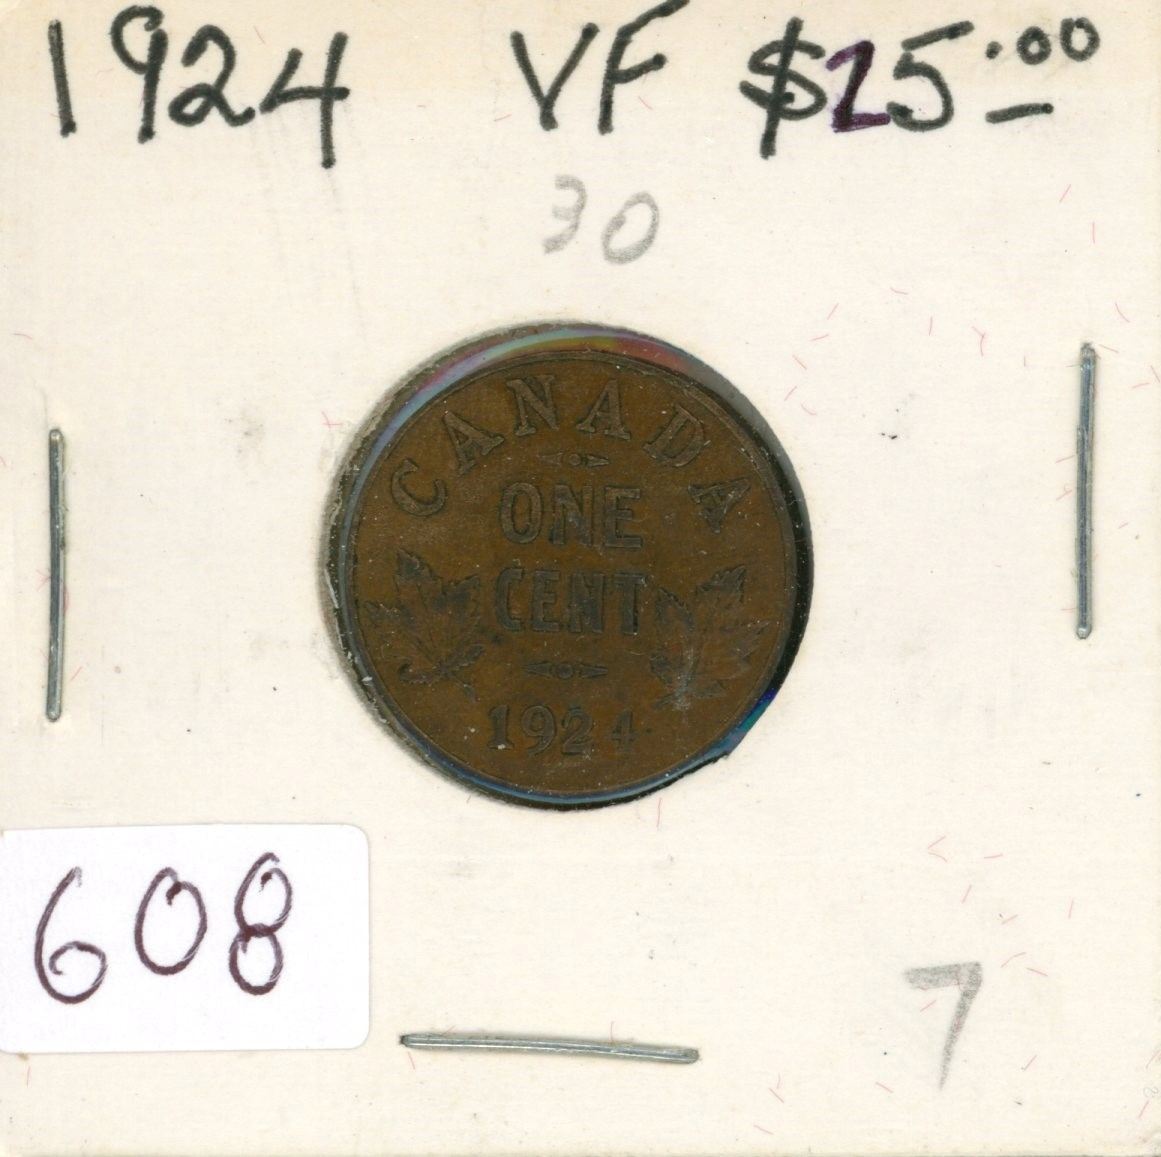 1924 VF $25.00
30
CANADA
ONE
CENT
1924
608
7